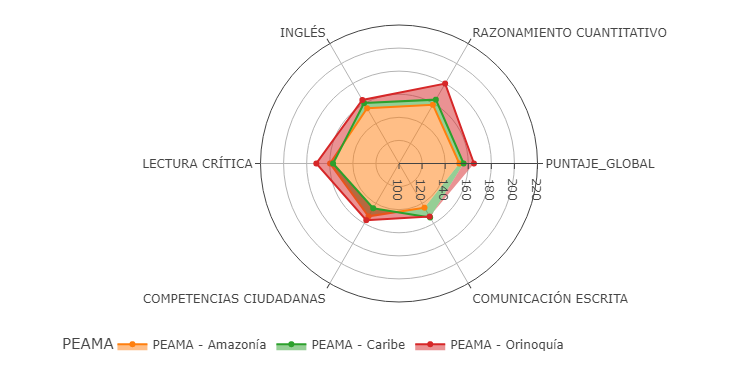 INGLÉS
RAZONAMIENTO CUANTITATIVO
LECTURA CRÍTICA
PUNTAJE_GLOBAL
100
120
140
160
180
200
220
COMPETENCIAS CIUDADANAS
COMUNICACIÓN ESCRITA
PEAMA
PEAMA - Amazonía
PEAMA - Caribe
PEAMA - Orinoquía